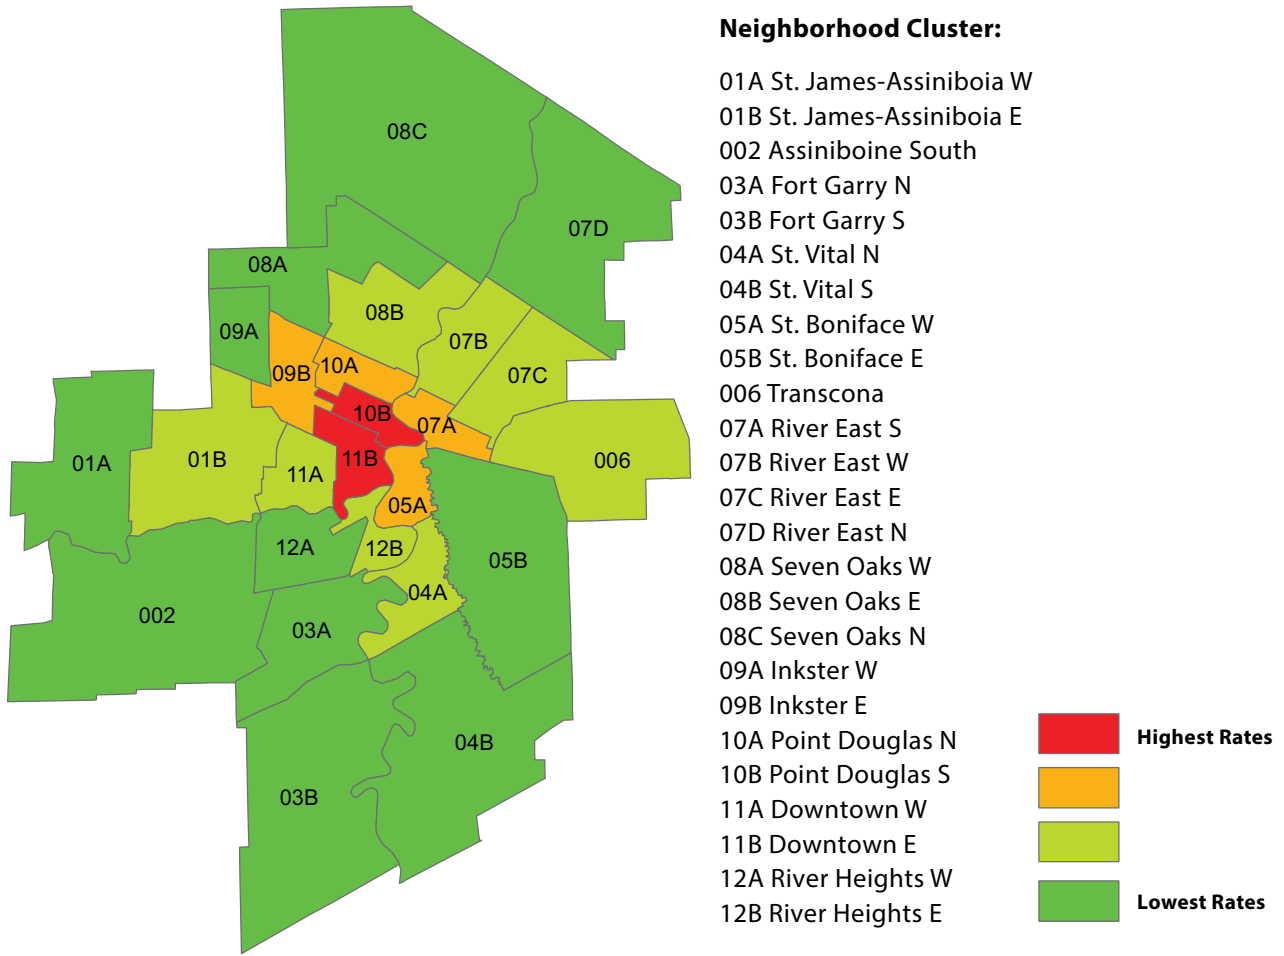 08C
07D
08A
08B
09A
07B
10A
09B
07C
10B
07A
01A
01B
11A
11B
006
05A
12A
12B
05B
04A
002
03A
04B
03B
Neighborhood Cluster:
01A St. James-Assiniboia W
01B St. James-Assiniboia E
002 Assiniboine South
03A Fort Garry N
03B Fort Garry S
04A St. Vital N
04B St. Vital S
05A St. Boniface W
05B St. Boniface E
006 Transcona
07A River East S
07B River East W
07C River East E
07D River East N
08A Seven Oaks W
08B Seven Oaks E
08C Seven Oaks N
09A Inkster W
09B Inkster E
10A Point Douglas N
10B Point Douglas S
11A Downtown W
11B Downtown E
12A River Heights W
12B River Heights E
Highest Rates
Lowest Rates